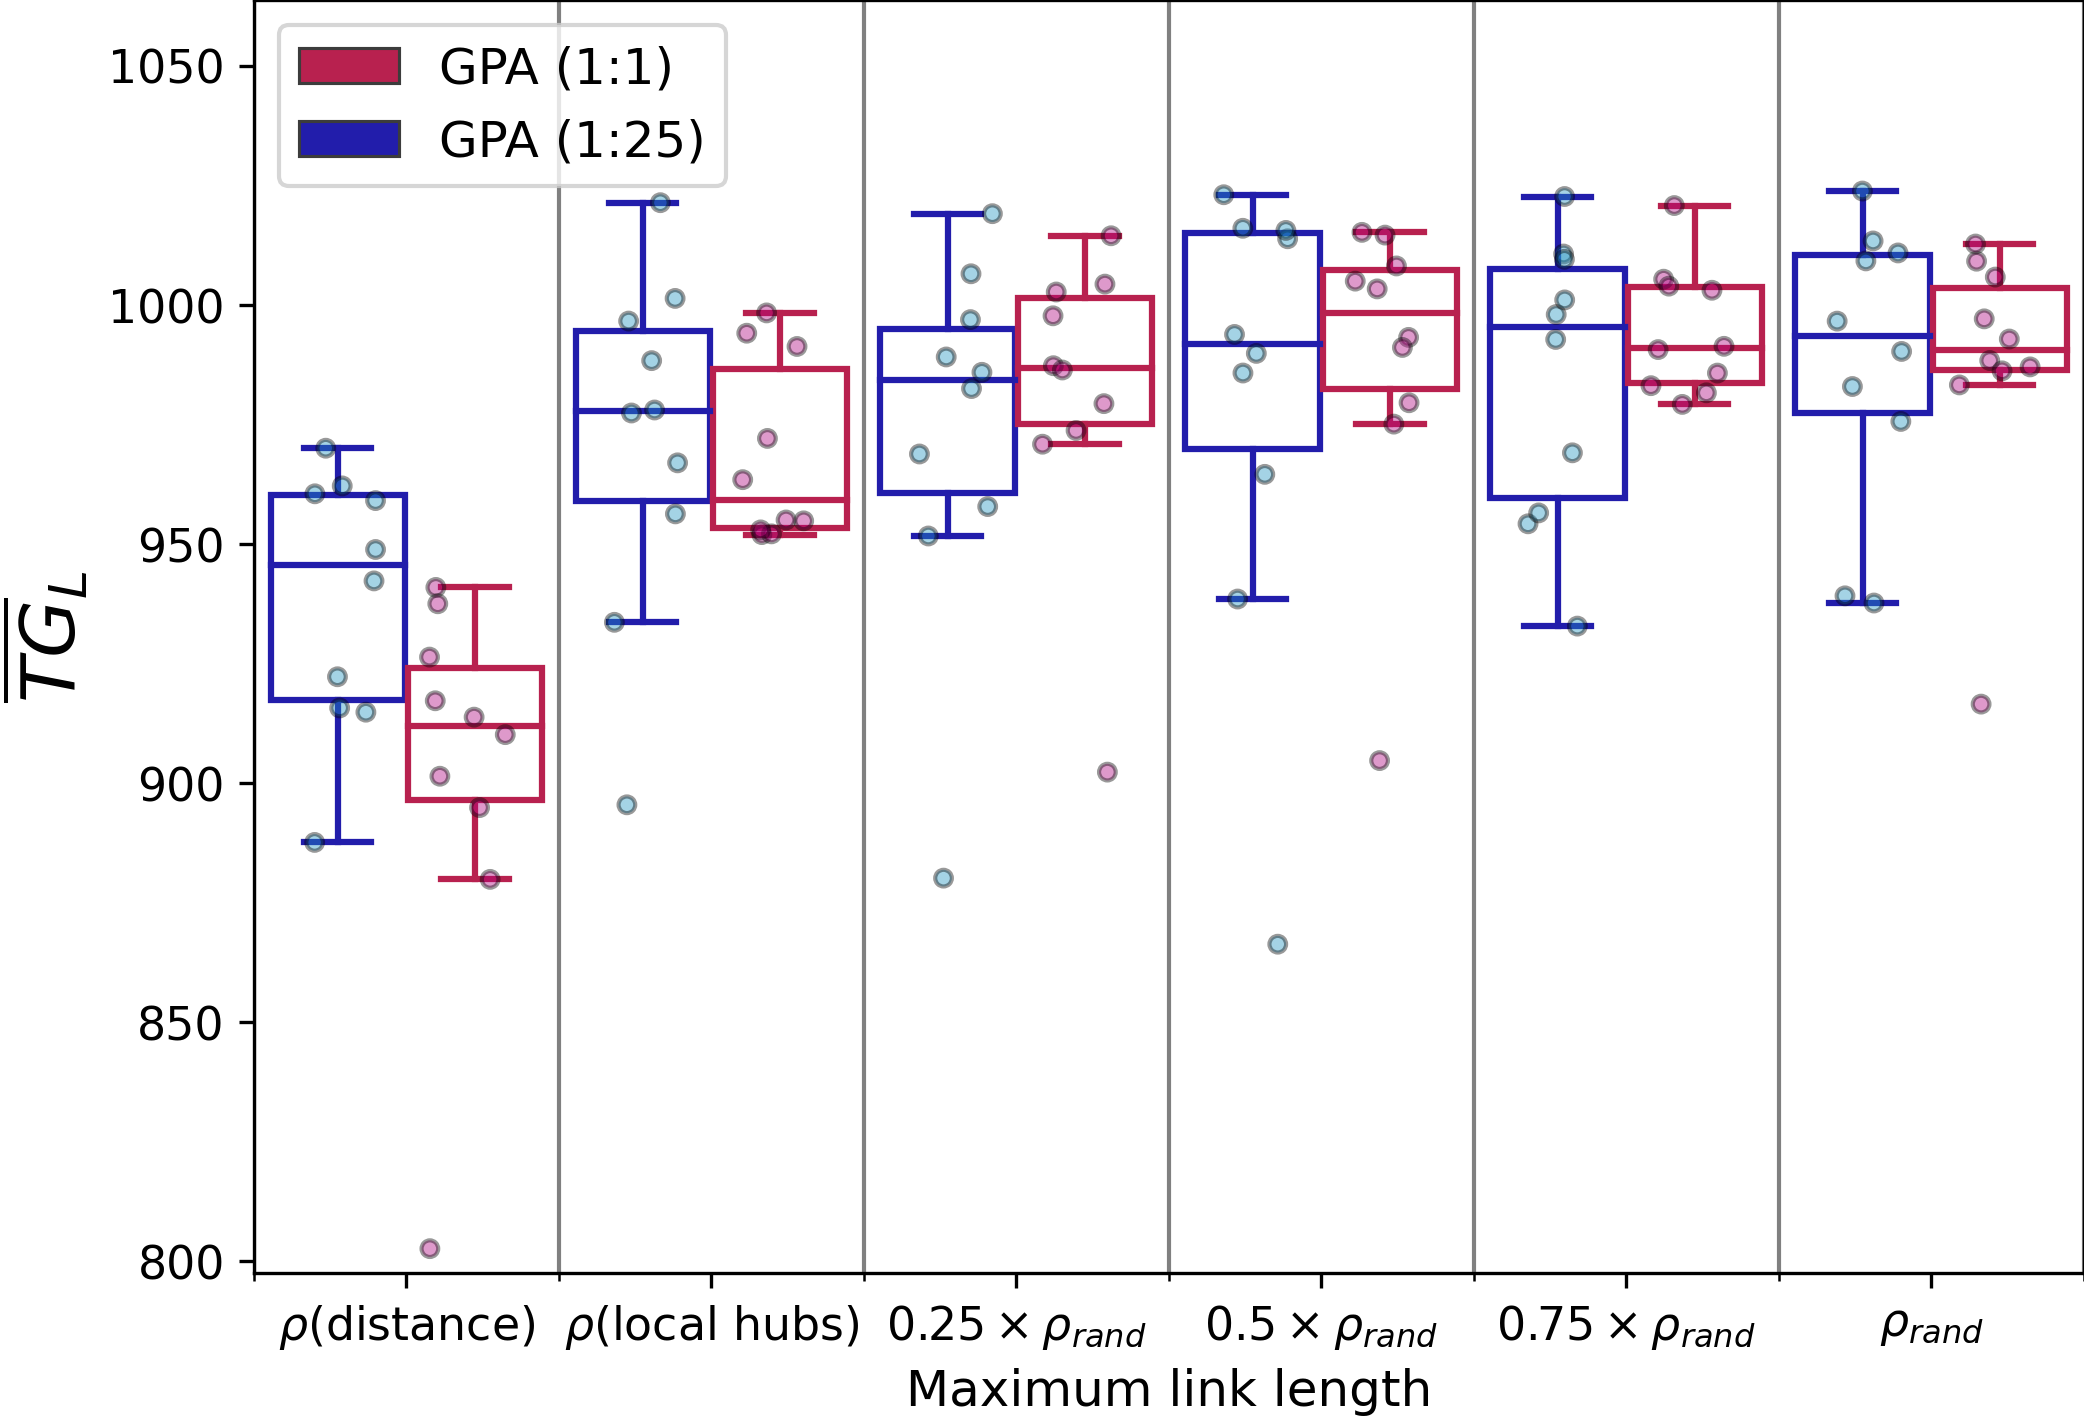 1050
1000
950
900
850
800
TG_L
GPA (1:1)
GPA (1:25)
ρ(distance)
ρ(local hubs)
0.25 × ρ_rand
0.5 × ρ_rand
0.75 × ρ_rand
ρ_rand
Maximum link length